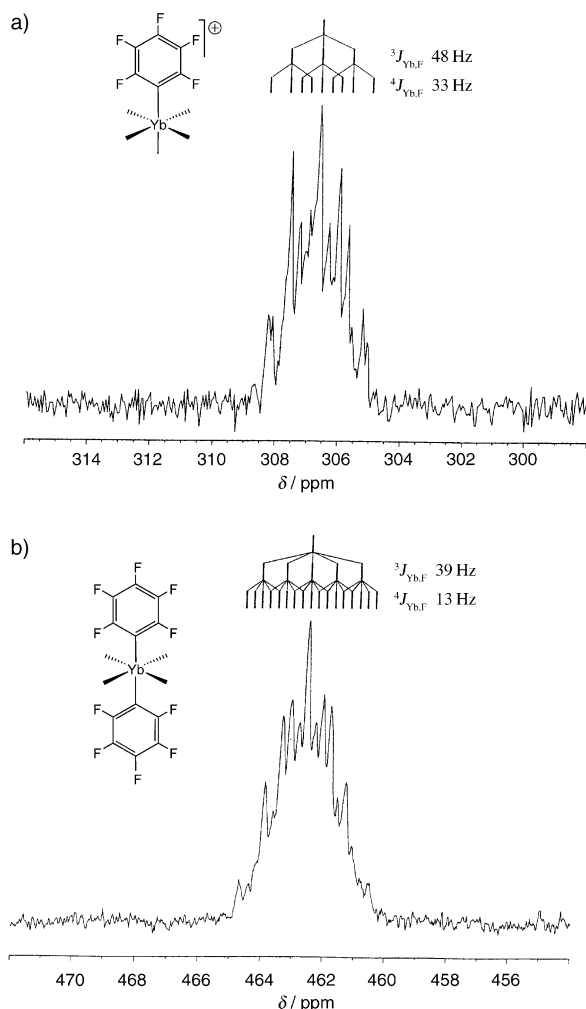 a)
F
F
F
F
F
⊕
Yb
³J_Yb,F 48 Hz
⁴J_Yb,F 33 Hz
314 312 310 308 306 304 302 300
δ / ppm
b)
F
F
F
F
F
Yb
F
F
F
F
F
³J_Yb,F 39 Hz
⁴J_Yb,F 13 Hz
470 468 466 464 462 460 458 456
δ / ppm